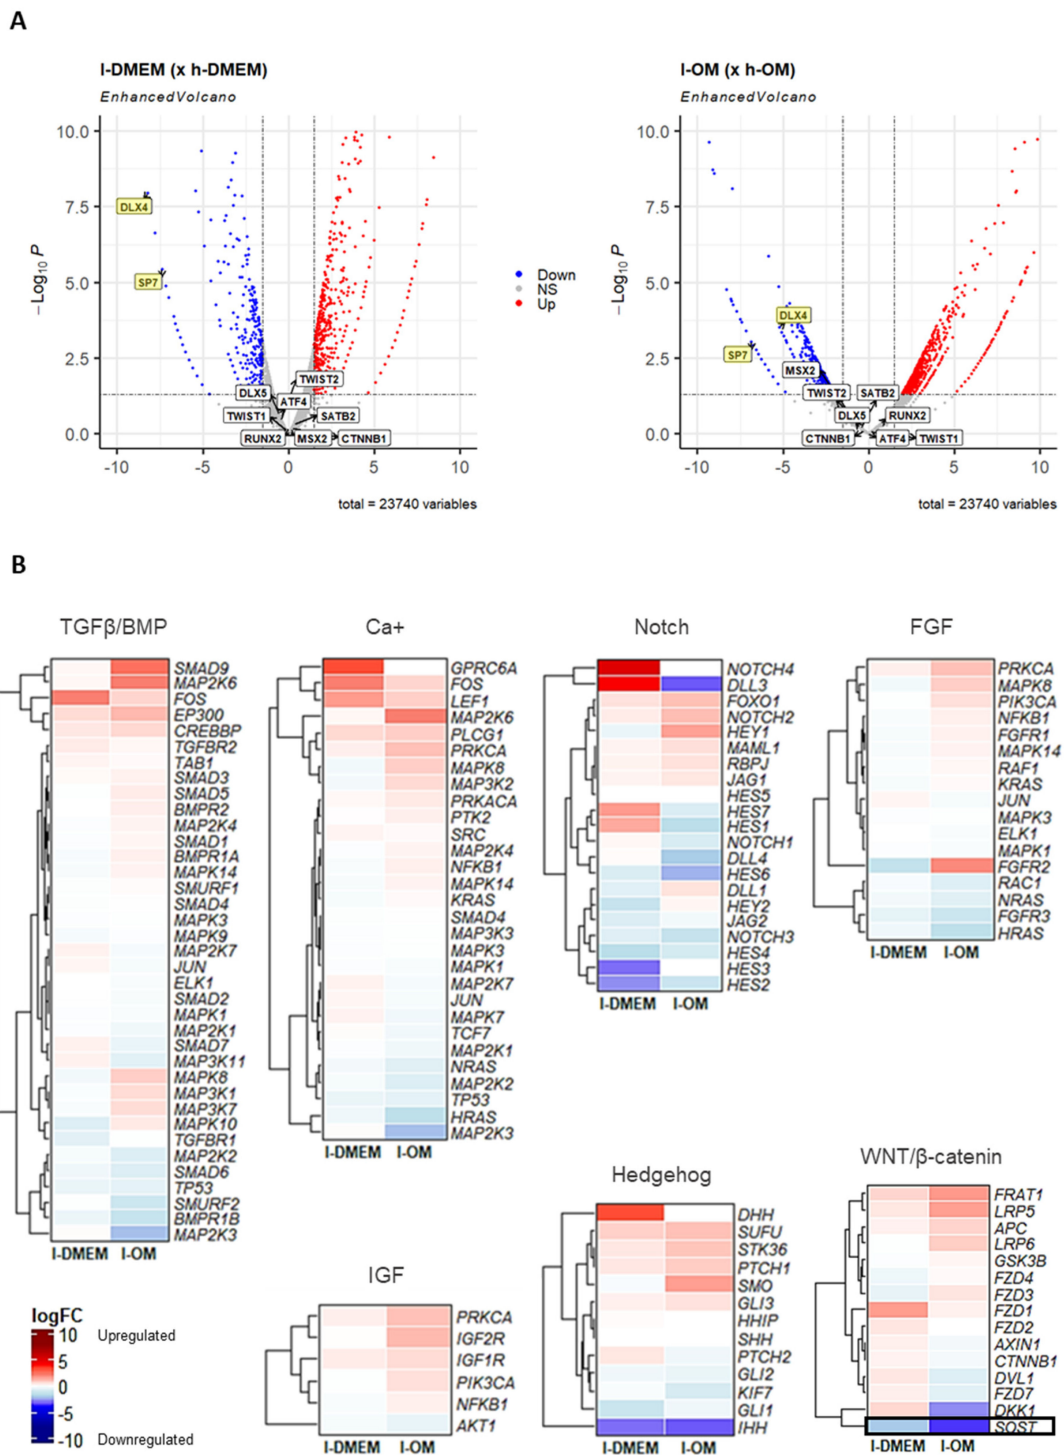 A
l-DMEM (x h-DMEM)
EnhancedVolcano
10.0
7.5
5.0
2.5
0.0
−Log10 P
DLX4
SP7
TWIST2
DLX5
ATF4
TWIST1
SATB2
RUNX2
MSX2
CTNNB1
-10
-5
0
5
10
total = 23740 variables
Down
NS
Up
l-OM (x h-OM)
EnhancedVolcano
10.0
7.5
5.0
2.5
0.0
−Log10 P
DLX4
SP7
MSX2
TWIST2
SATB2
DLX5
RUNX2
CTNNB1
ATF4
TWIST1
-10
-5
0
5
10
total = 23740 variables
B
TGFβ/BMP
SMAD9
MAP2K6
FOS
EP300
CREBBP
TGFBR2
TAB1
SMAD3
SMAD5
BMPR2
MAP2K4
SMAD1
BMPR1A
MAPK14
SMURF1
SMAD4
MAPK3
MAPK9
MAP2K7
JUN
ELK1
SMAD2
MAPK1
MAP2K1
SMAD7
MAP3K11
MAPK8
MAP3K1
MAP3K7
MAPK10
TGFBR1
MAP2K2
SMAD6
TP53
SMURF2
BMPR1B
MAP2K3
l-DMEM l-OM
Ca+
GPRC6A
FOS
LEF1
MAP2K6
PLCG1
PRKCA
MAPK8
MAP3K2
PRKACA
PTK2
SRC
MAP2K4
NFKB1
MAPK14
KRAS
SMAD4
MAP3K3
MAPK3
MAPK1
MAP2K7
JUN
MAPK7
TCF7
MAP2K1
NRAS
MAP2K2
TP53
HRAS
MAP2K3
l-DMEM l-OM
Notch
NOTCH4
DLL3
FOXO1
NOTCH2
HEY1
MAML1
RBPJ
JAG1
HES5
HES7
HES1
NOTCH1
DLL4
HES6
DLL1
HEY2
JAG2
NOTCH3
HES4
HES3
HES2
l-DMEM l-OM
FGF
PRKCA
MAPK8
PIK3CA
NFKB1
FGFR1
MAPK14
RAF1
KRAS
JUN
MAPK3
ELK1
MAPK1
FGFR2
RAC1
NRAS
FGFR3
HRAS
l-DMEM l-OM
IGF
PRKCA
IGF2R
IGF1R
PIK3CA
NFKB1
AKT1
l-DMEM l-OM
Hedgehog
DHH
SUFU
STK36
PTCH1
SMO
GLI3
HHIP
SHH
PTCH2
GLI2
KIF7
GLI1
IHH
l-DMEM l-OM
WNT/β-catenin
FRAT1
LRP5
APC
LRP6
GSK3B
FZD4
FZD3
FZD1
FZD2
AXIN1
CTNNB1
DVL1
FZD7
DKK1
SOST
l-DMEM l-OM
logFC
10
5
0
-5
-10
Upregulated
Downregulated